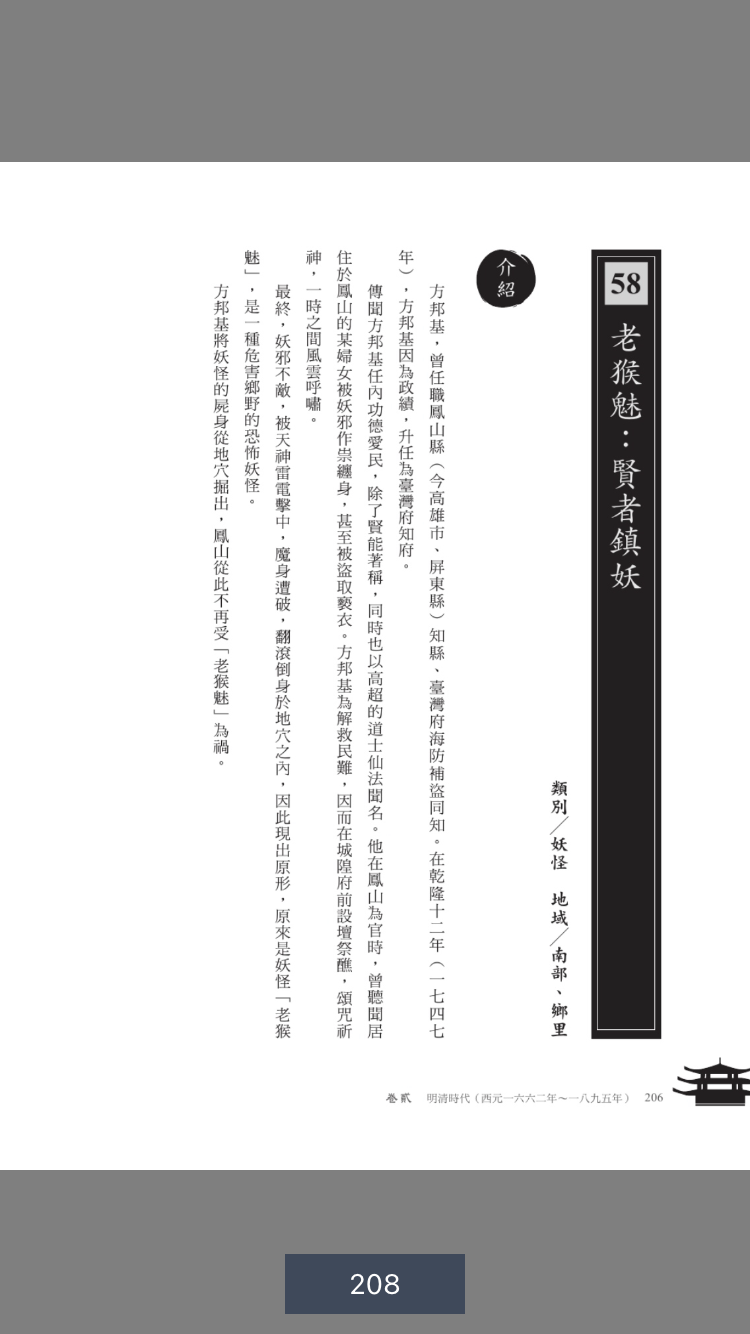 58
老猴魅：賢者鎮妖
類別／妖怪　地域／南部、鄉里
介紹
方邦基，曾任職鳳山縣（今高雄市、屏東縣）知縣、臺灣府海防補盜同知。在乾隆十二年（一七四七
年），方邦基因為政績，升任為臺灣府知府。
傳聞方邦基任內功德愛民，除了賢能著稱，同時也以高超的道士仙法聞名。他在鳳山為官時，曾聽聞居
住於鳳山的某婦女被妖邪作祟纏身，甚至被盜取褻衣。方邦基為解救民難，因而在城隍府前設壇祭醮，頌咒祈
神，一時之間風雲呼嘯。
最終，妖邪不敵，被天神雷電擊中，魔身遭破，翻滾倒身於地穴之內，因此現出原形，原來是妖怪「老猴
魅」，是一種危害鄉野的恐怖妖怪。
方邦基將妖怪的屍身從地穴掘出，鳳山從此不再受「老猴魅」為禍。
卷貳　明清時代（西元一六六二年～一八九五年）　206
208